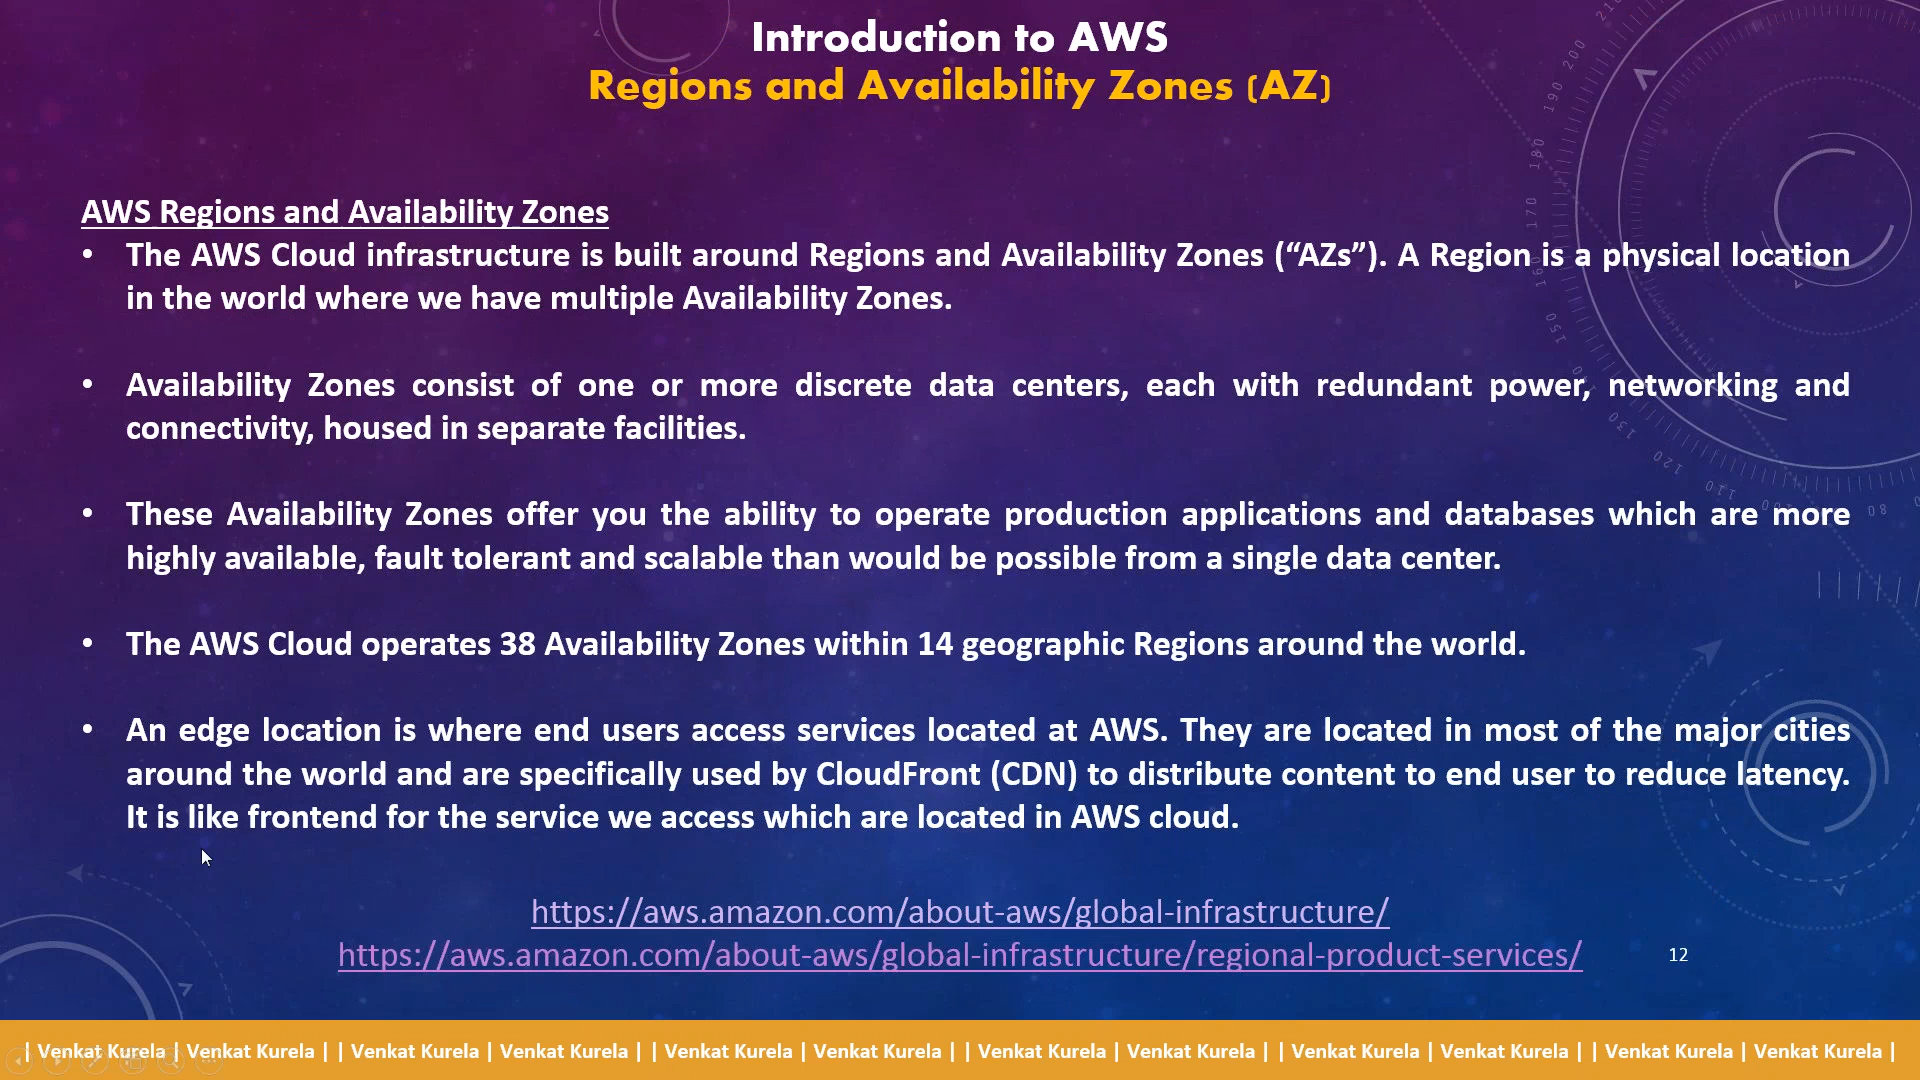 Introduction to AWS
Regions and Availability Zones (AZ)
AWS Regions and Availability Zones
• The AWS Cloud infrastructure is built around Regions and Availability Zones (“AZs”). A Region is a physical location
in the world where we have multiple Availability Zones.
• Availability Zones consist of one or more discrete data centers, each with redundant power, networking and
connectivity, housed in separate facilities.
• These Availability Zones offer you the ability to operate production applications and databases which are more
highly available, fault tolerant and scalable than would be possible from a single data center.
• The AWS Cloud operates 38 Availability Zones within 14 geographic Regions around the world.
• An edge location is where end users access services located at AWS. They are located in most of the major cities
around the world and are specifically used by CloudFront (CDN) to distribute content to end user to reduce latency.
It is like frontend for the service we access which are located in AWS cloud.
https://aws.amazon.com/about-aws/global-infrastructure/
https://aws.amazon.com/about-aws/global-infrastructure/regional-product-services/
12
| Venkat Kurela | Venkat Kurela | | Venkat Kurela | Venkat Kurela | | Venkat Kurela | Venkat Kurela | | Venkat Kurela | Venkat Kurela | | Venkat Kurela | Venkat Kurela | | Venkat Kurela | Venkat Kurela |